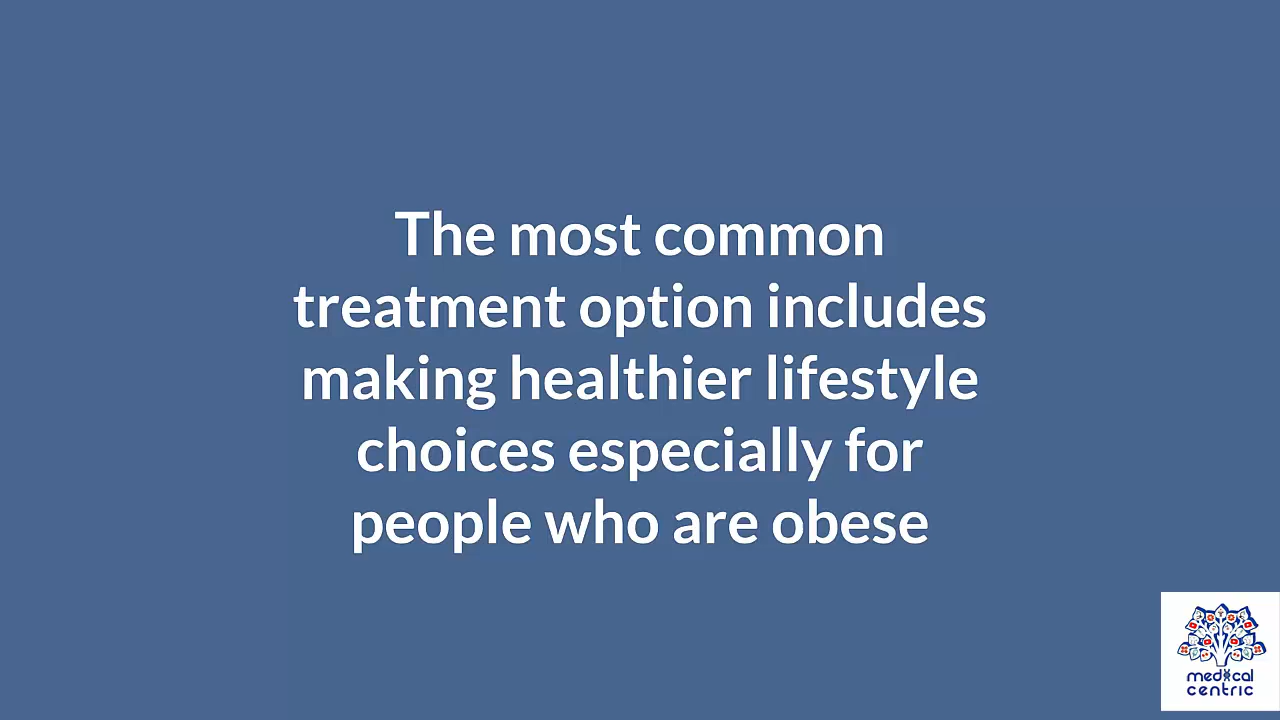 The most common
treatment option includes
making healthier lifestyle
choices especially for
people who are obese
medical
centric